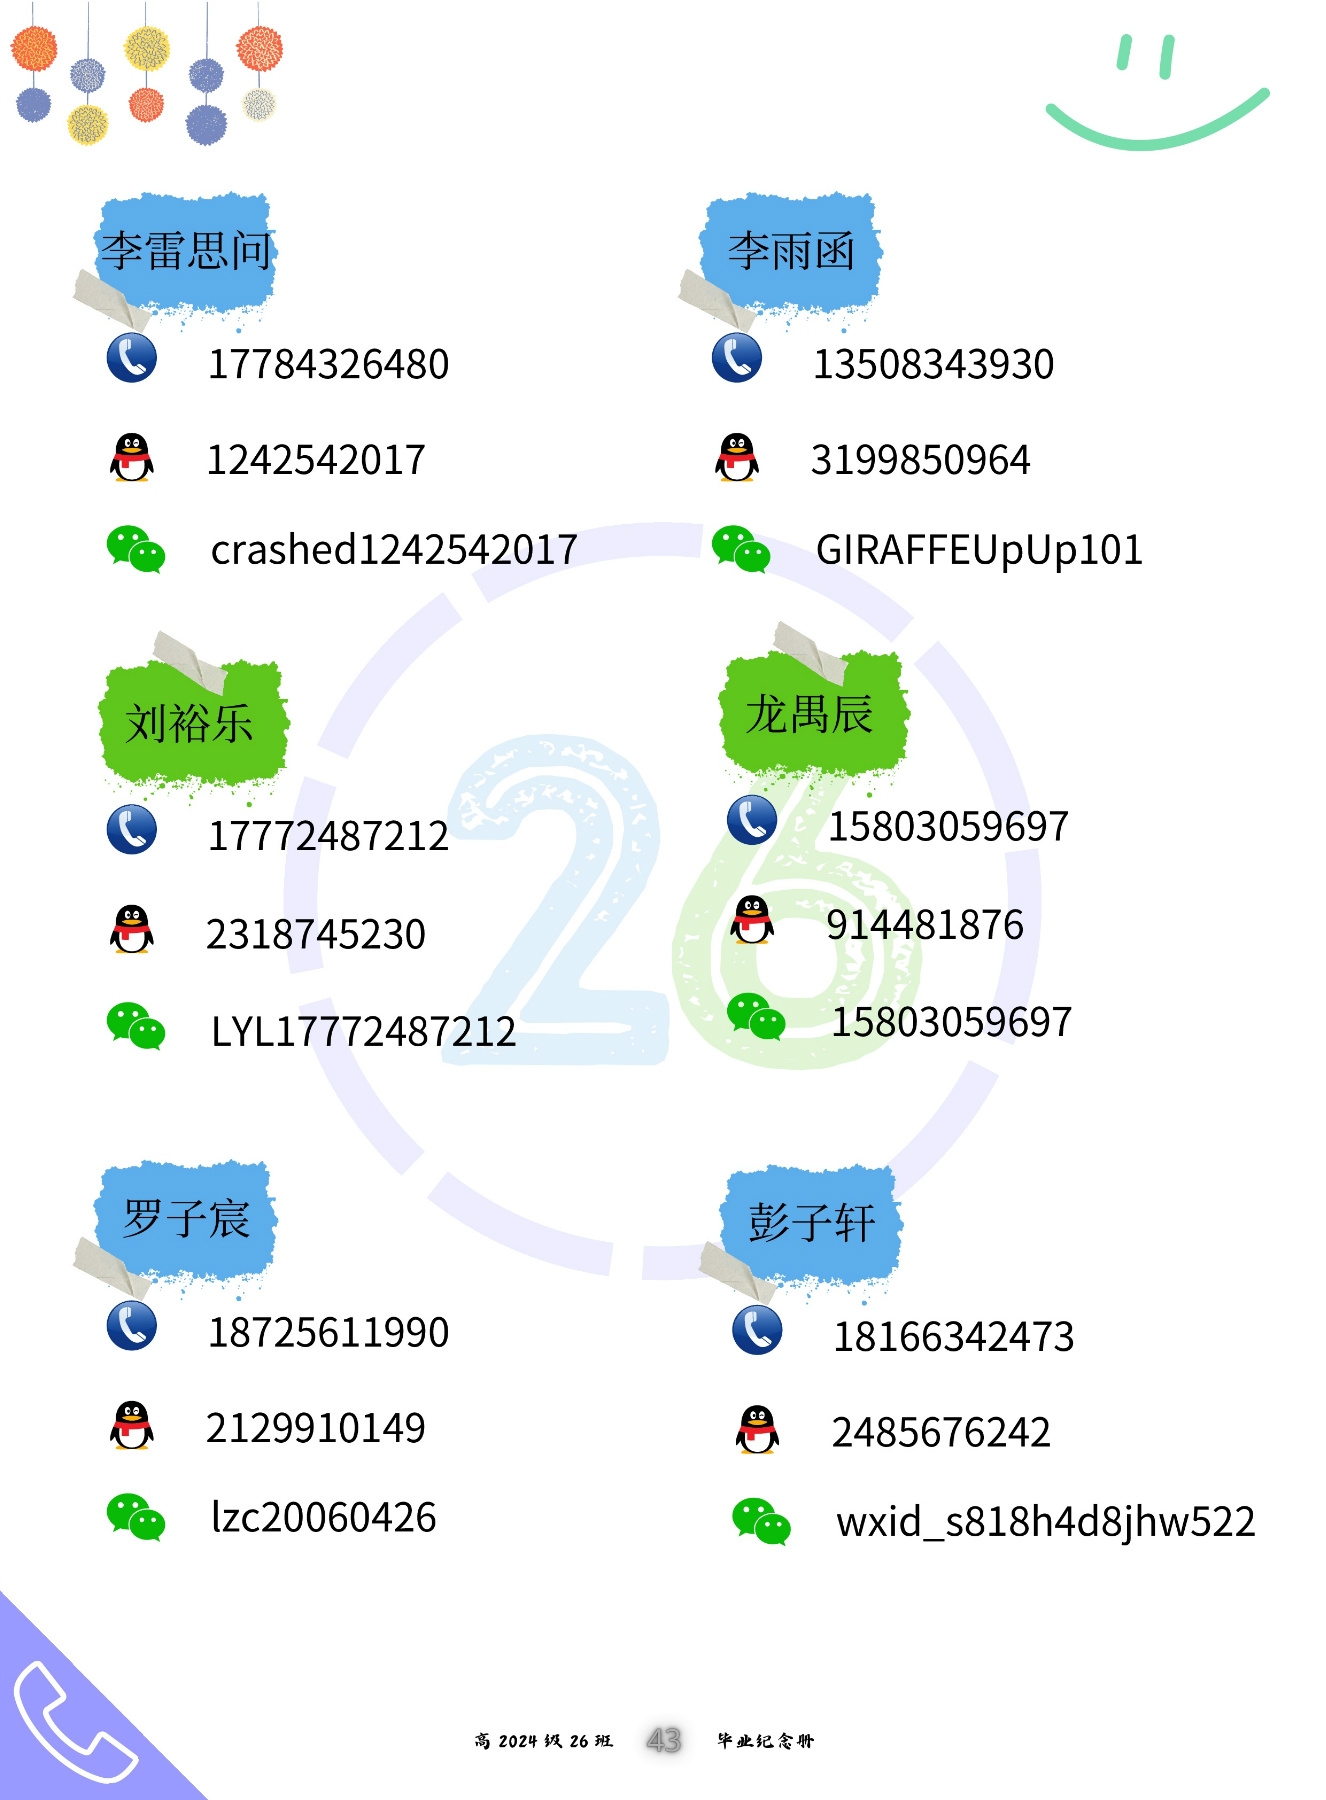 李雷思问
17784326480
1242542017
crashed1242542017
李雨函
13508343930
3199850964
GIRAFFEUpUp101
刘裕乐
17772487212
2318745230
LYL17772487212
龙禺辰
15803059697
914481876
15803059697
罗子宸
18725611990
2129910149
lzc20060426
彭子轩
18166342473
2485676242
wxid_s818h4d8jhw522
26
高 2024 级 26 班 43 毕业纪念册